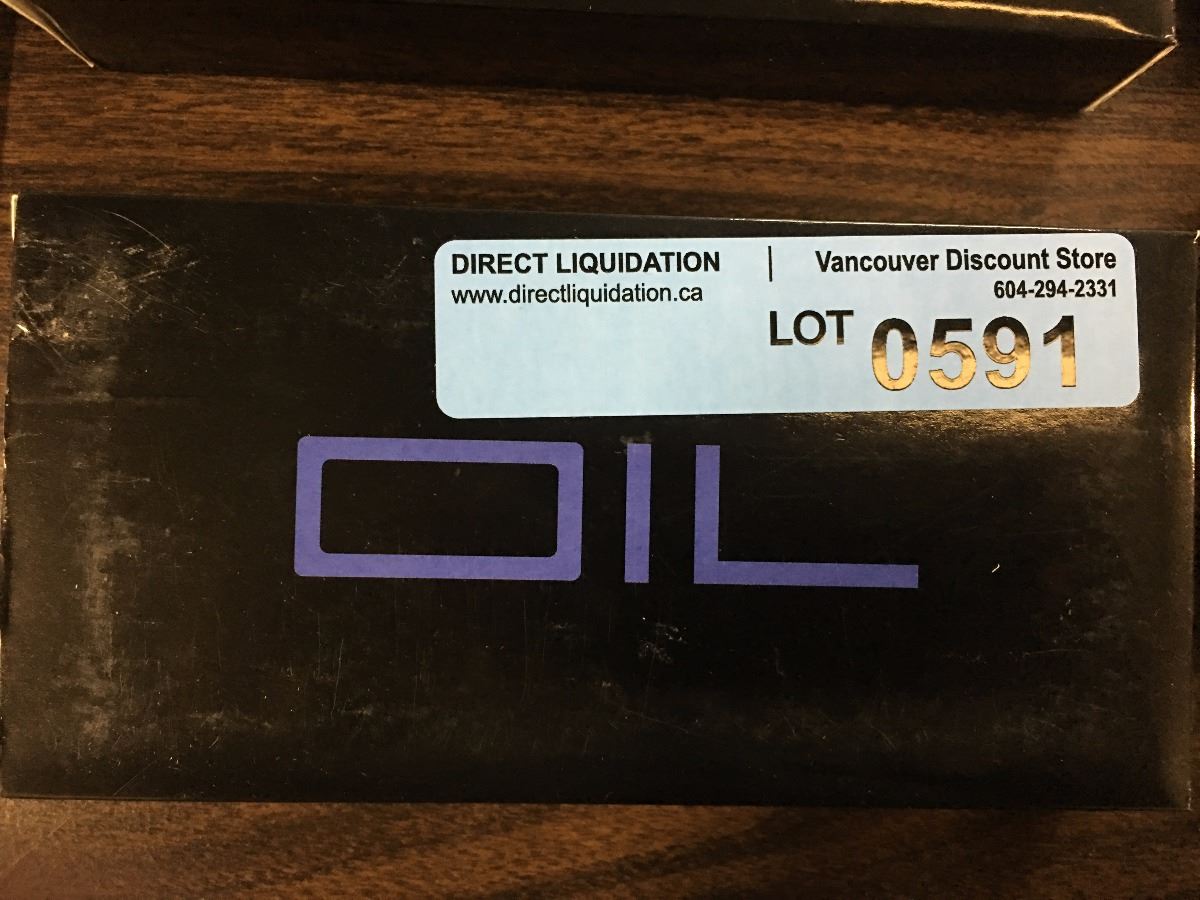 DIRECT LIQUIDATION | Vancouver Discount Store
www.directliquidation.ca 604-294-2331
LOT 0591
OIL